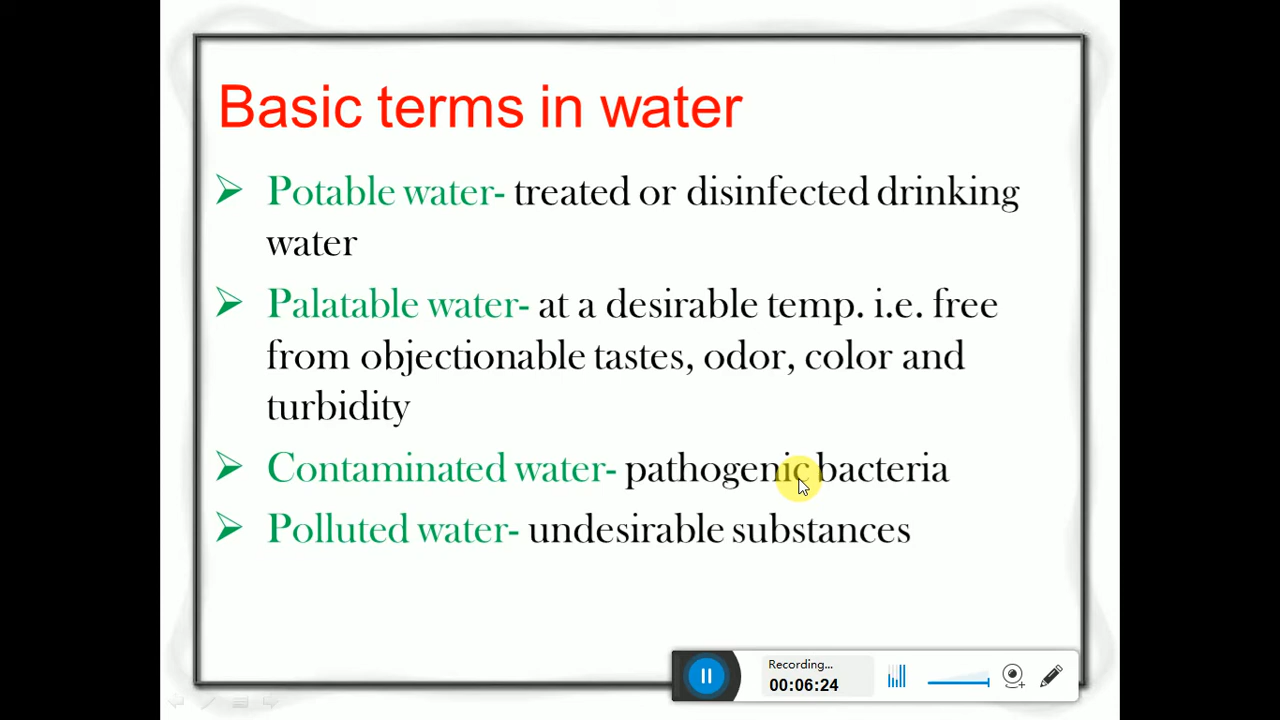 Basic terms in water
➢ Potable water- treated or disinfected drinking
water
➢ Palatable water- at a desirable temp. i.e. free
from objectionable tastes, odor, color and
turbidity
➢ Contaminated water- pathogenic bacteria
➢ Polluted water- undesirable substances
Recording...
00:06:24